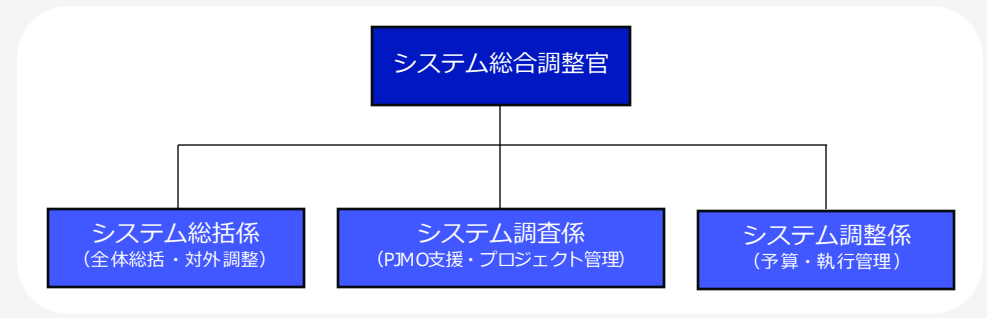 システム総合調整官
システム総括係
（全体総括・対外調整）
システム調査係
（PJMO支援・プロジェクト管理）
システム調整係
（予算・執行管理）